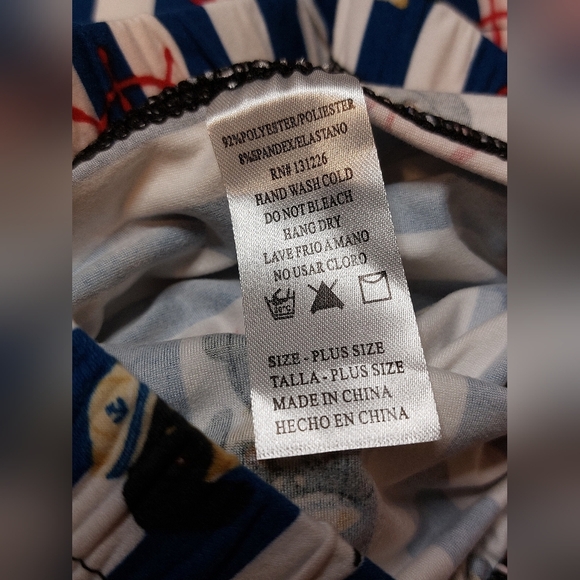 92%POLYESTER/POLIESTER
8%SPANDEX/ELASTANO
RN# 131226
HAND WASH COLD
DO NOT BLEACH
HANG DRY
LAVE FRIO A MANO
NO USAR CLORO
30°C
SIZE - PLUS SIZE
TALLA - PLUS SIZE
MADE IN CHINA
HECHO EN CHINA